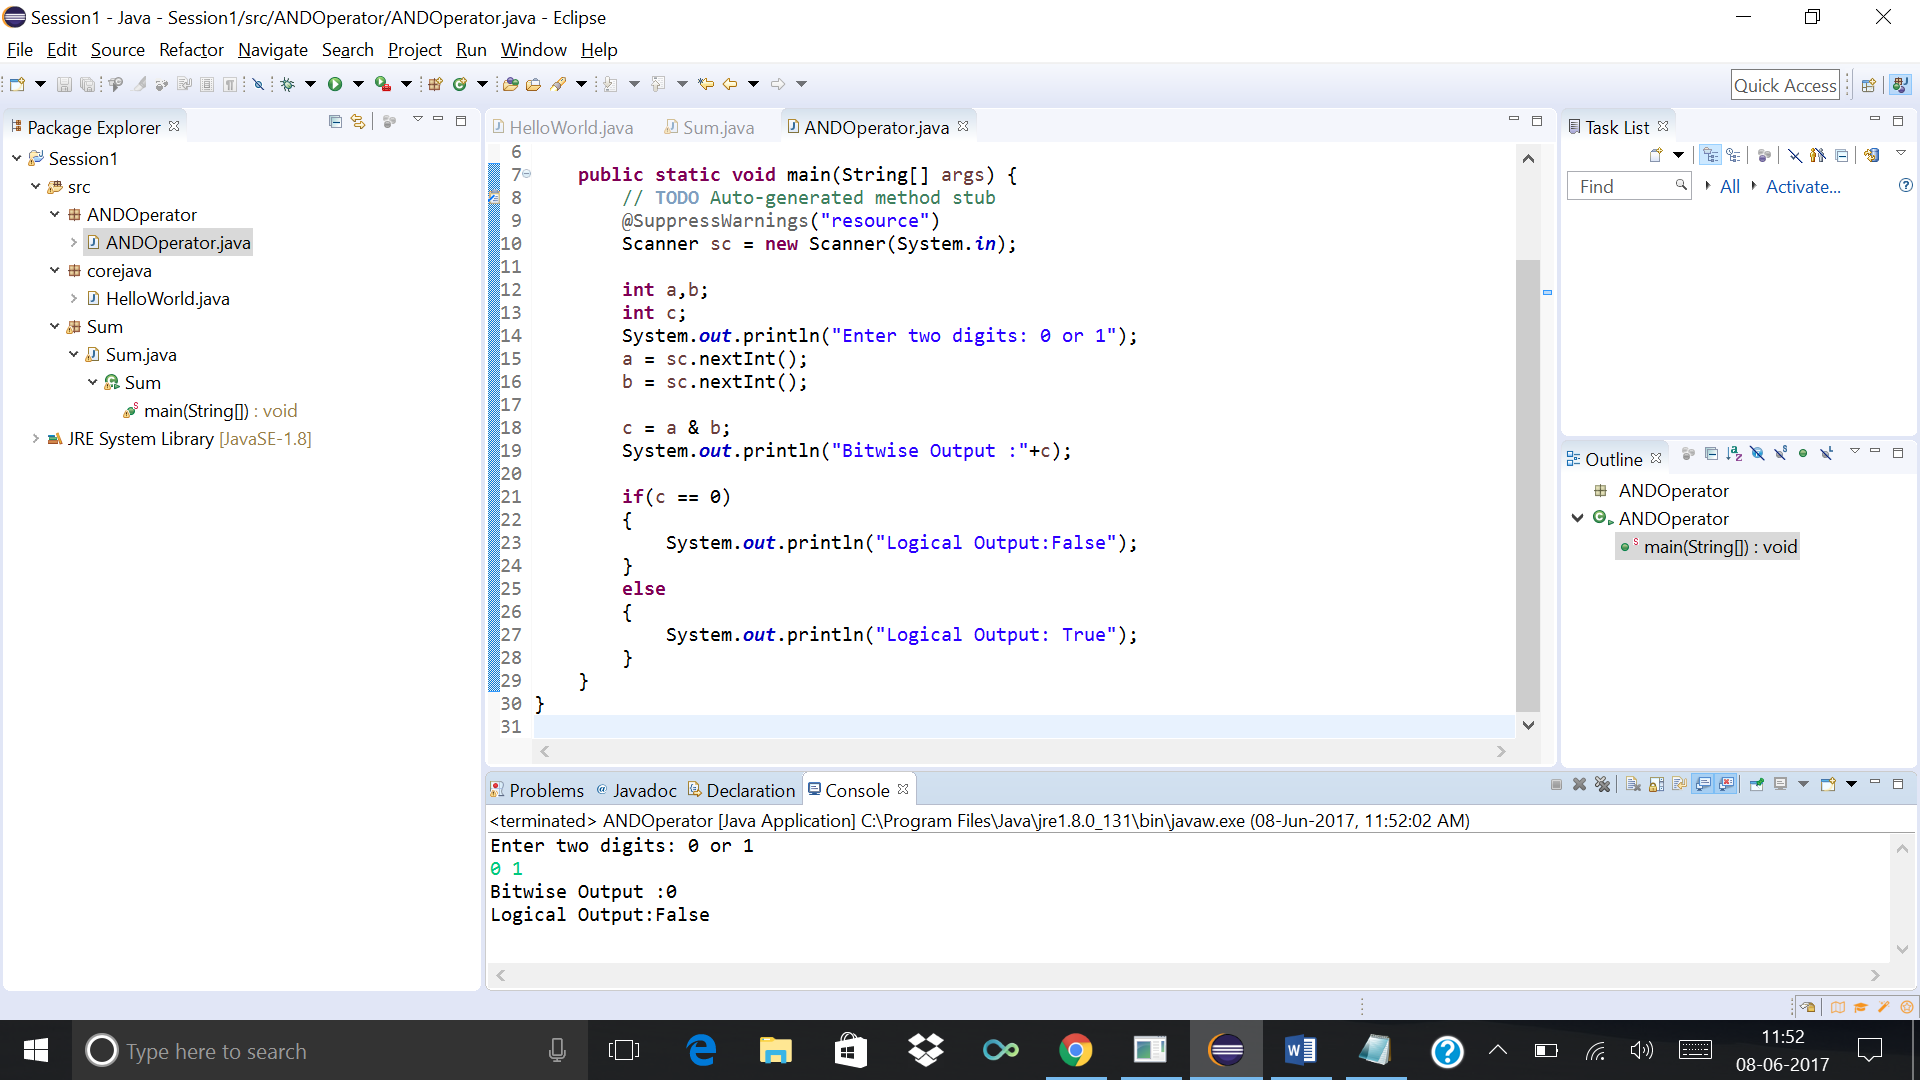 Session1 - Java - Session1/src/ANDOperator/ANDOperator.java - Eclipse
File Edit Source Refactor Navigate Search Project Run Window Help
Quick Access
Package Explorer
Session1
src
ANDOperator
ANDOperator.java
corejava
HelloWorld.java
Sum
Sum.java
Sum
main(String[]) : void
JRE System Library [JavaSE-1.8]
HelloWorld.java Sum.java ANDOperator.java
6
7 public static void main(String[] args) {
8 // TODO Auto-generated method stub
9 @SuppressWarnings("resource")
10 Scanner sc = new Scanner(System.in);
11
12 int a,b;
13 int c;
14 System.out.println("Enter two digits: 0 or 1");
15 a = sc.nextInt();
16 b = sc.nextInt();
17
18 c = a & b;
19 System.out.println("Bitwise Output :"+c);
20
21 if(c == 0)
22 {
23 System.out.println("Logical Output:False");
24 }
25 else
26 {
27 System.out.println("Logical Output: True");
28 }
29 }
30 }
31
Task List
Find All Activate...
Outline
ANDOperator
ANDOperator
main(String[]) : void
Problems @ Javadoc Declaration Console
<terminated> ANDOperator [Java Application] C:\Program Files\Java\jre1.8.0_131\bin\javaw.exe (08-Jun-2017, 11:52:02 AM)
Enter two digits: 0 or 1
0 1
Bitwise Output :0
Logical Output:False
Type here to search
11:52
08-06-2017